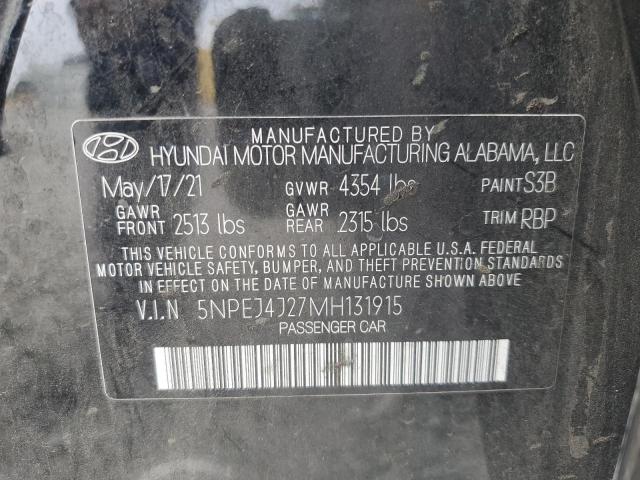 MANUFACTURED BY
HYUNDAI MOTOR MANUFACTURING ALABAMA, LLC
May/17/21 GVWR 4354 lbs PAINT S3B
GAWR FRONT 2513 lbs GAWR REAR 2315 lbs TRIM RBP
THIS VEHICLE CONFORMS TO ALL APPLICABLE U.S.A. FEDERAL
MOTOR VEHICLE SAFETY, BUMPER, AND THEFT PREVENTION STANDARDS
IN EFFECT ON THE DATE OF MANUFACTURE SHOWN ABOVE
V.I.N 5NPEJ4J27MH131915
PASSENGER CAR